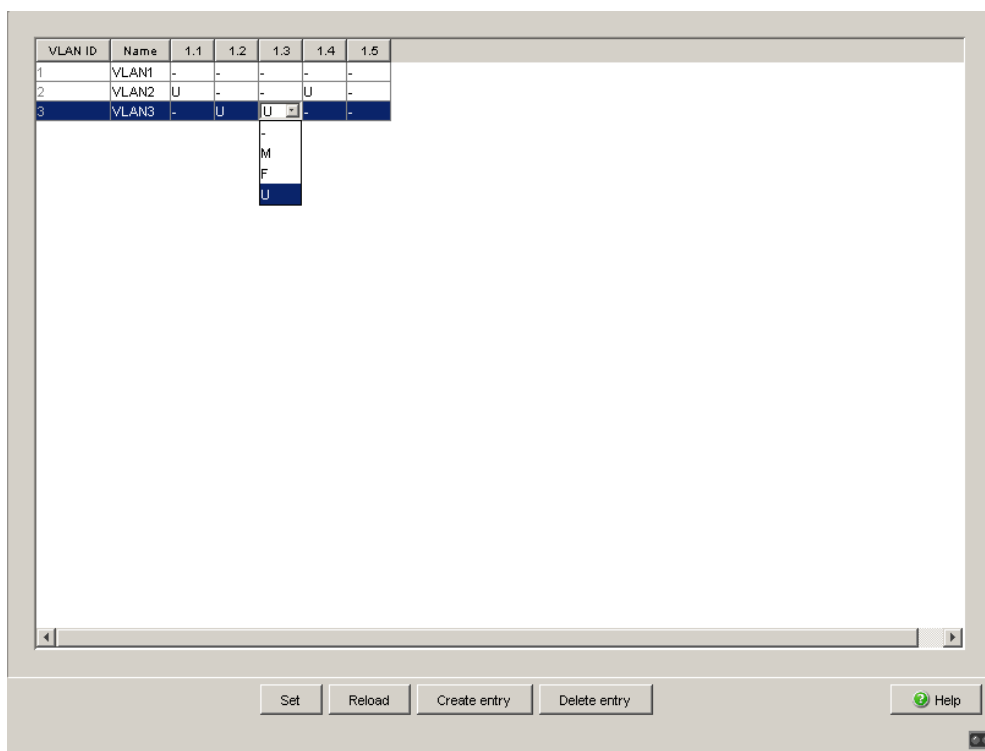 VLAN ID Name 1.1 1.2 1.3 1.4 1.5
1 VLAN1 - - - - -
2 VLAN2 U - - U -
3 VLAN3 - U U - -
-
M
F
U
Set Reload Create entry Delete entry Help